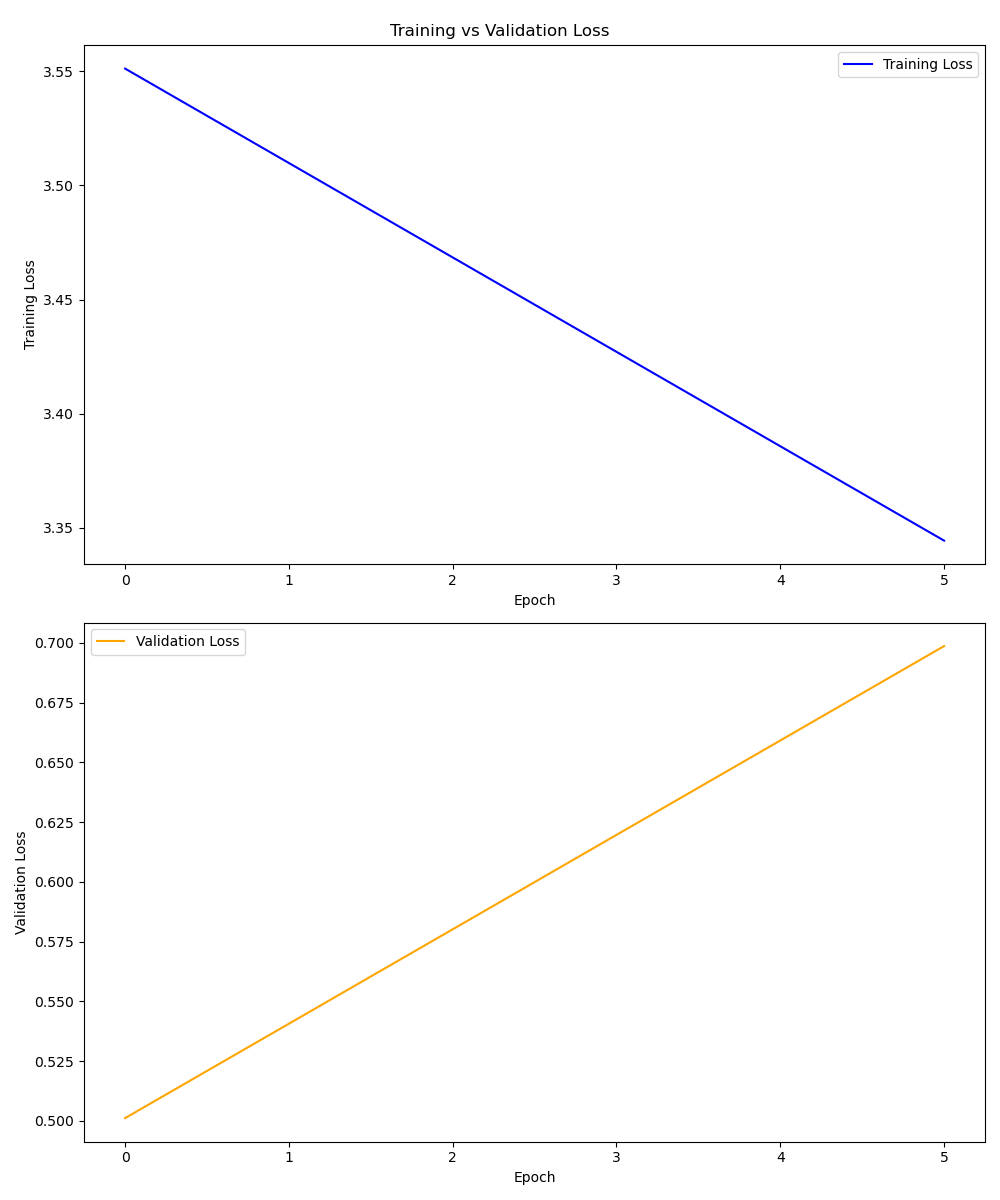 Training vs Validation Loss
Training Loss
3.55
3.50
3.45
3.40
3.35
Training Loss
0 1 2 3 4 5
Epoch
Validation Loss
0.700
0.675
0.650
0.625
0.600
0.575
0.550
0.525
0.500
Validation Loss
0 1 2 3 4 5
Epoch